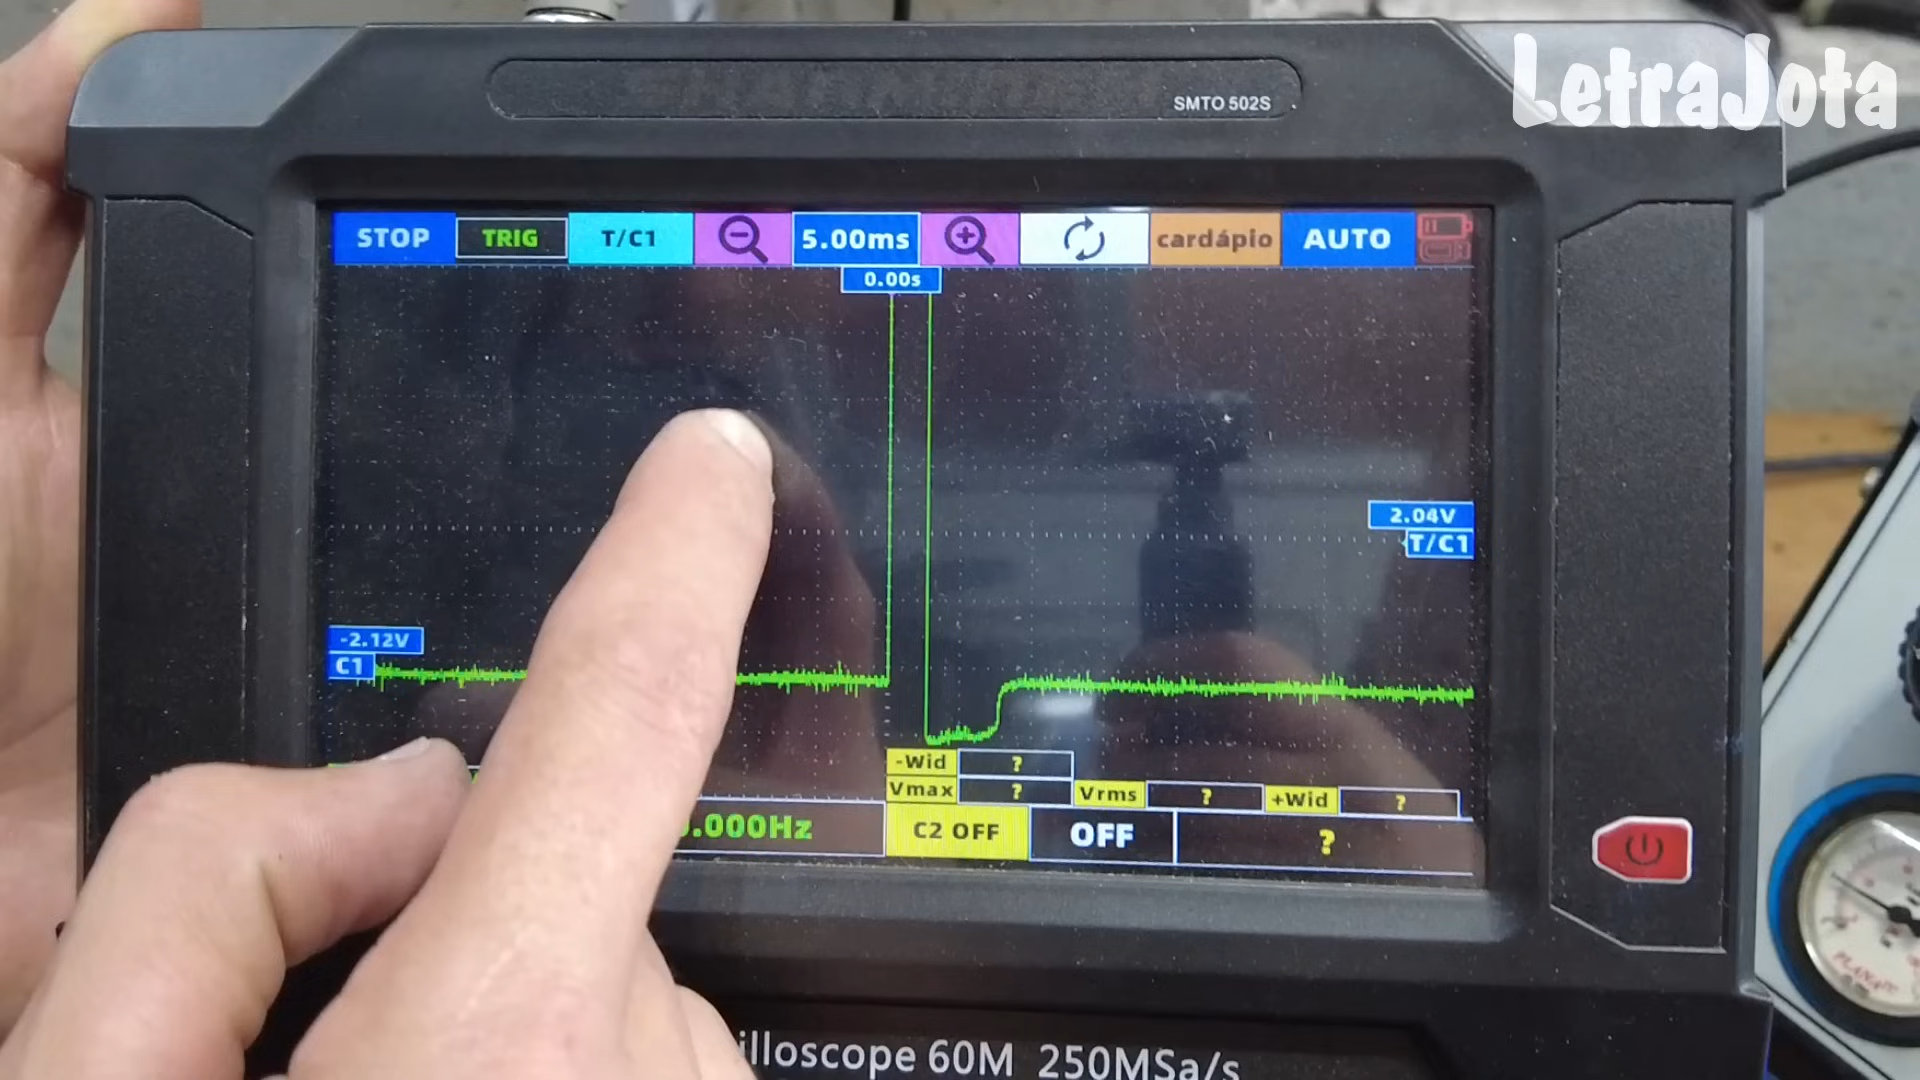 LetraJota
SMTO 502S
STOP TRIG T/C1 5.00ms cardápio AUTO
0.00s
2.04V
T/C1
-2.12V
C1
-Wid ?
Vmax ? Vrms ? +Wid ?
.000Hz C2 OFF OFF ?
illoscope 60M 250MSa/s